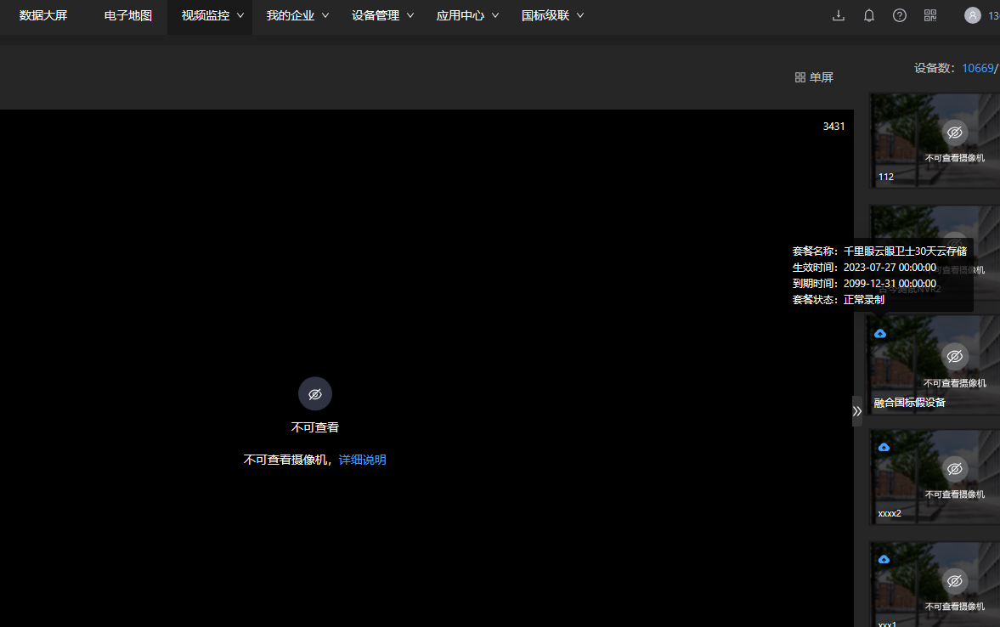 数据大屏 电子地图 视频监控 我的企业 设备管理 应用中心 国标级联 13
设备数：10669/
单屏
3431
不可查看摄像机
112
套餐名称：千里眼云眼卫士30天云存储
生效时间：2023-07-27 00:00:00
到期时间：2099-12-31 00:00:00
套餐状态：正常录制
不可查看摄像机
融合国标假设备
不可查看
不可查看摄像机，详细说明
不可查看摄像机
xxxx2
不可查看摄像机
xxx1